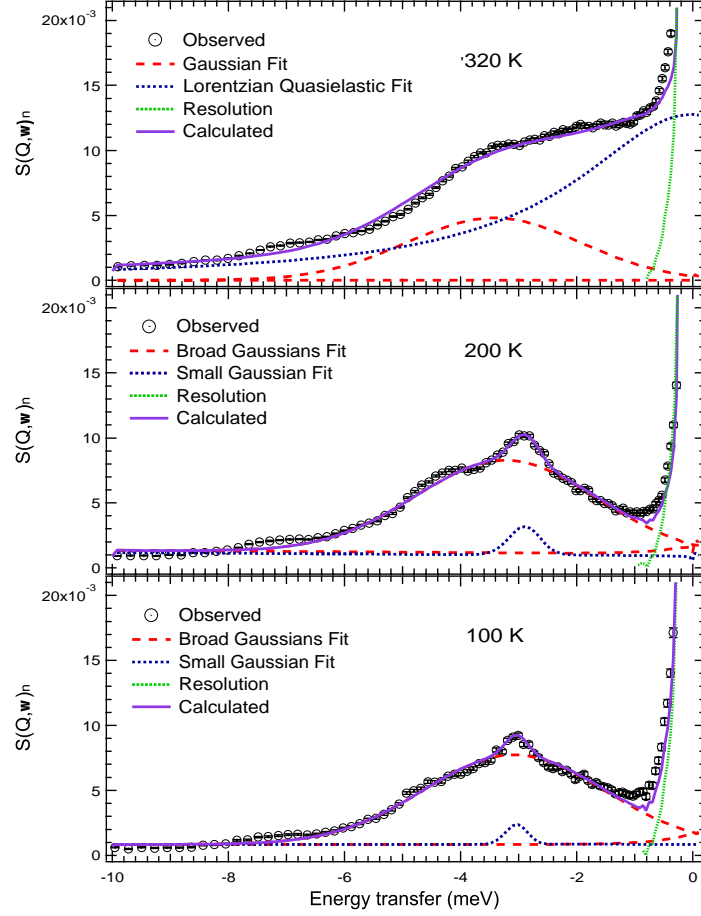 20x10⁻³
15
10
5
0
S(Q,w)n
Observed
Gaussian Fit
Lorentzian Quasielastic Fit
Resolution
Calculated
320 K
20x10⁻³
15
10
5
0
S(Q,w)n
Observed
Broad Gaussians Fit
Small Gaussian Fit
Resolution
Calculated
200 K
20x10⁻³
15
10
5
0
S(Q,w)n
Observed
Broad Gaussians Fit
Small Gaussian Fit
Resolution
Calculated
100 K
-10 -8 -6 -4 -2 0
Energy transfer (meV)